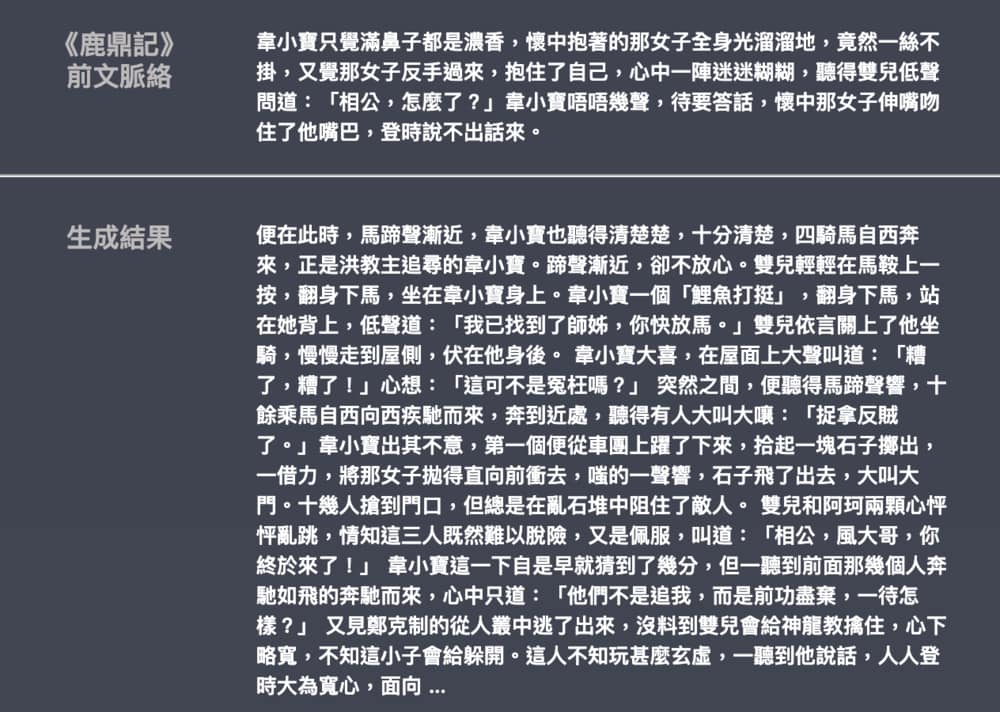 《鹿鼎記》
前文脈絡
韋小寶只覺滿鼻子都是濃香，懷中抱著的那女子全身光溜溜地，竟然一絲不
掛，又覺那女子反手過來，抱住了自己，心中一陣迷迷糊糊，聽得雙兒低聲
問道：「相公，怎麼了？」韋小寶唔唔幾聲，待要答話，懷中那女子伸嘴吻
住了他嘴巴，登時說不出話來。
生成結果
便在此時，馬蹄聲漸近，韋小寶也聽得清楚楚，十分清楚，四騎馬自西奔
來，正是洪教主追尋的韋小寶。蹄聲漸近，卻不放心。雙兒輕輕在馬鞍上一
按，翻身下馬，坐在韋小寶身上。韋小寶一個「鯉魚打挺」，翻身下馬，站
在她背上，低聲道：「我已找到了師姊，你快放馬。」雙兒依言關上了他坐
騎，慢慢走到屋側，伏在他身後。 韋小寶大喜，在屋面上大聲叫道：「糟
了，糟了！」心想：「這可不是冤枉嗎？」 突然之間，便聽得馬蹄聲響，十
餘乘馬自西向西疾馳而來，奔到近處，聽得有人大叫大嚷：「捉拿反賊
了。」韋小寶出其不意，第一個便從車團上躍了下來，拾起一塊石子擲出，
一借力，將那女子拋得直向前衝去，嗤的一聲響，石子飛了出去，大叫大
門。十幾人搶到門口，但總是在亂石堆中阻住了敵人。 雙兒和阿珂兩顆心怦
怦亂跳，情知這三人既然難以脫險，又是佩服，叫道：「相公，風大哥，你
終於來了！」 韋小寶這一下自是早就猜到了幾分，但一聽到前面那幾個人奔
馳如飛的奔馳而來，心中只道：「他們不是追我，而是前功盡棄，一待怎
樣？」 又見鄭克制的從人叢中逃了出來，沒料到雙兒會給神龍教擒住，心下
略寬，不知這小子會給躲開。這人不知玩甚麼玄虛，一聽到他說話，人人登
時大為寬心，面向 ...